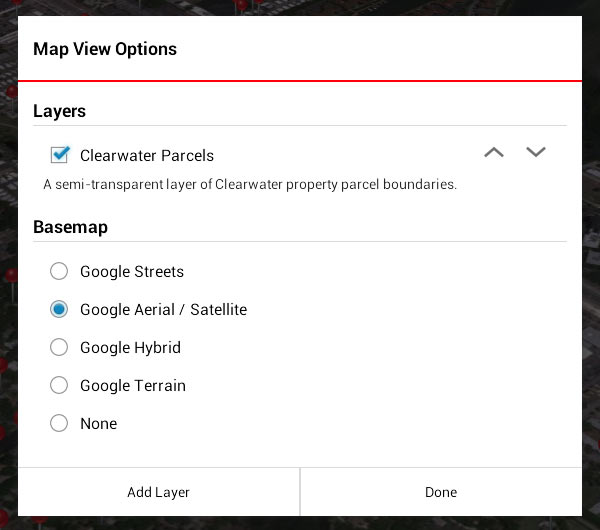 Map View Options
Layers
Clearwater Parcels
A semi-transparent layer of Clearwater property parcel boundaries.
Basemap
Google Streets
Google Aerial / Satellite
Google Hybrid
Google Terrain
None
Add Layer
Done